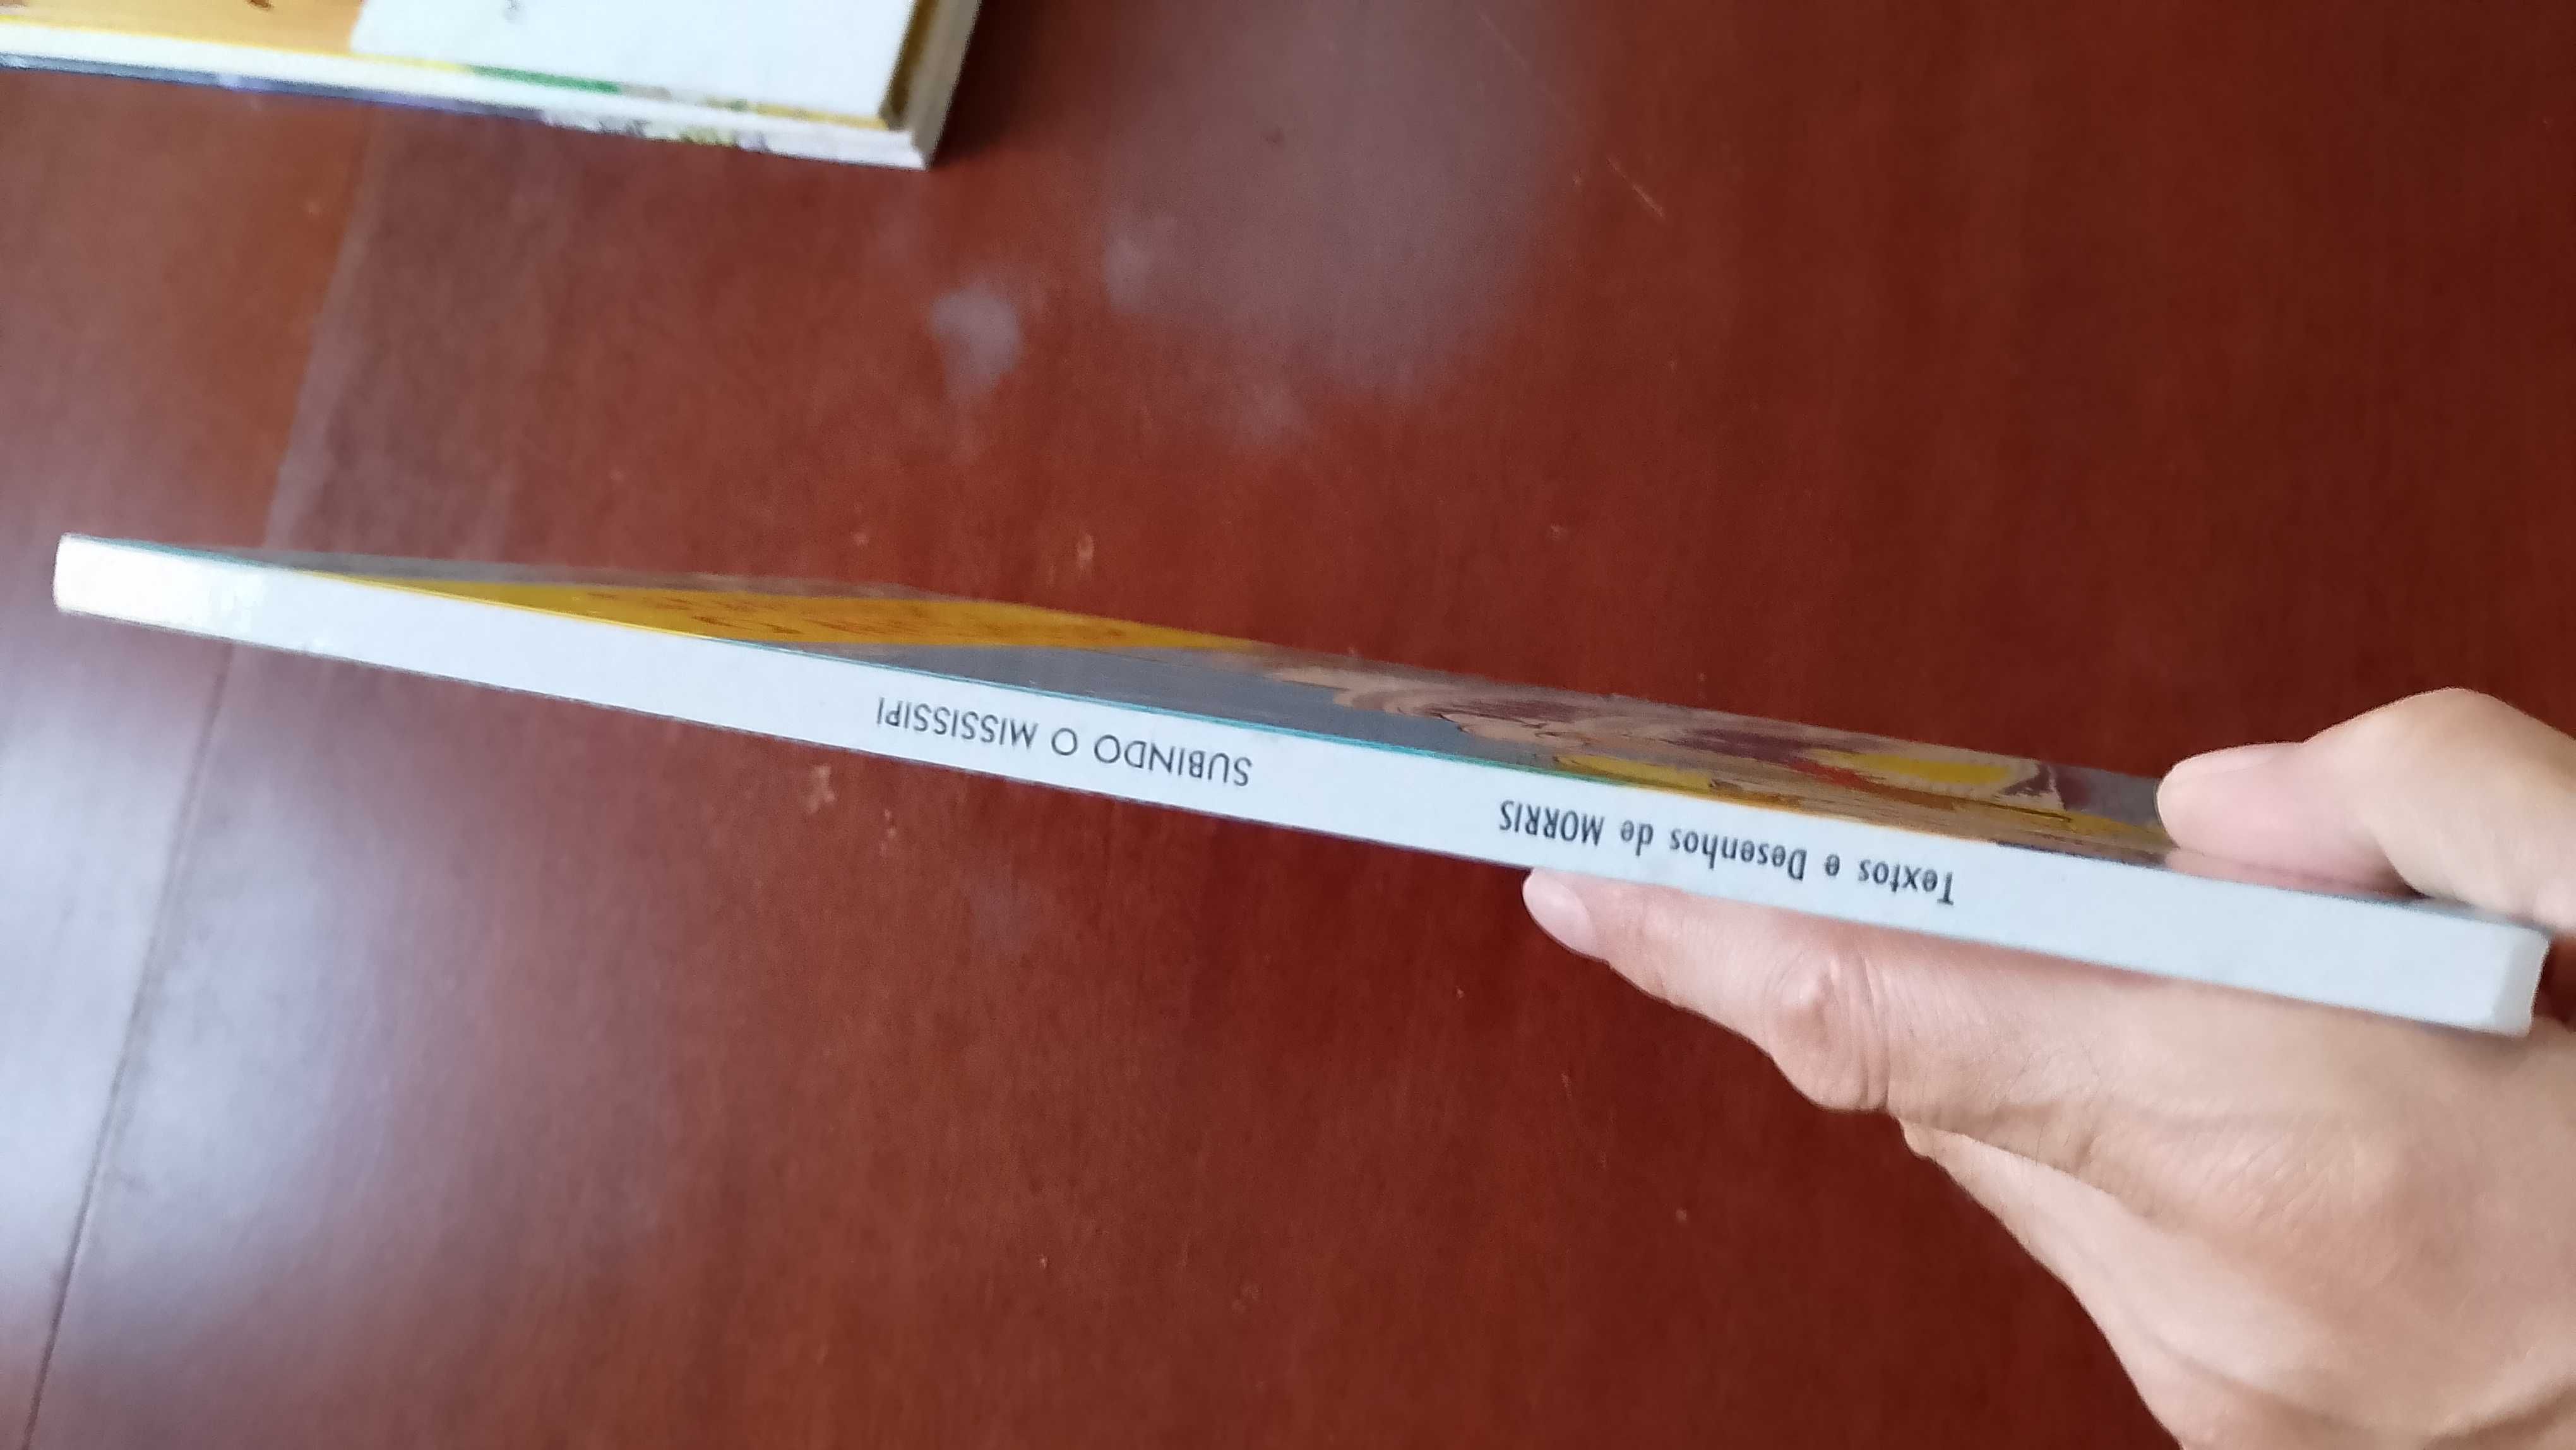 Textos e Desenhos de MORRIS
SUBINDO O MISSISSIPI